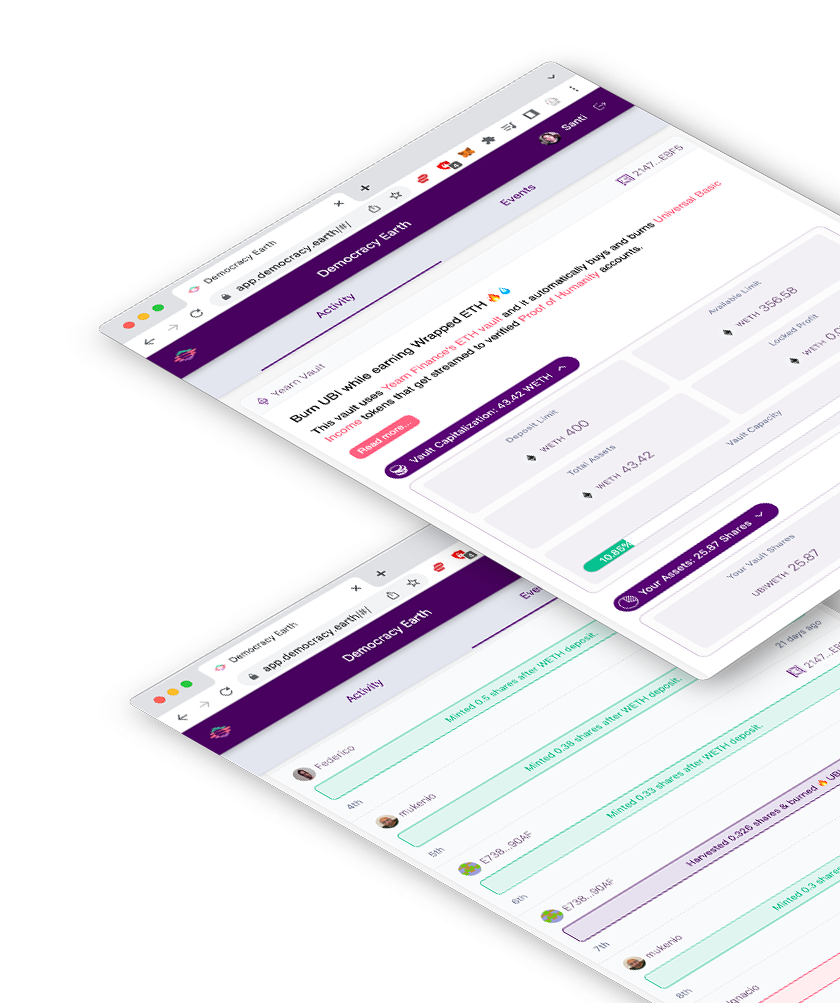 Democracy Earth
app.democracy.earth/#/
Democracy Earth
Santi
Activity
Events
Yearn Vault
2147...EBF5
Burn UBI while earning Wrapped ETH 🔥💧
This vault uses Yearn Finance's ETH vault and it automatically buys and burns Universal Basic
Income tokens that get streamed to verified Proof of Humanity accounts.
Read more...
Vault Capitalization: 43.42 WETH
Deposit Limit
WETH 400
Available Limit
WETH 356.58
Total Assets
WETH 43.42
Locked Profit
WETH
Vault Capacity
10.85%
Your Assets: 25.87 Shares
Your Vault Shares
UBIWETH 25.87
Democracy Earth
app.democracy.earth/#/
Democracy Earth
Activity
21 days ago
Federico
Minted 0.5 shares after WETH deposit.
4th
mukenio
Minted 0.38 shares after WETH deposit.
5th
E738...90AF
Minted 0.33 shares after WETH deposit.
6th
E738...90AF
Harvested 0.326 shares & burned 🔥 UBI
7th
mukenio
Minted 0.3 shares
8th
Ignacio